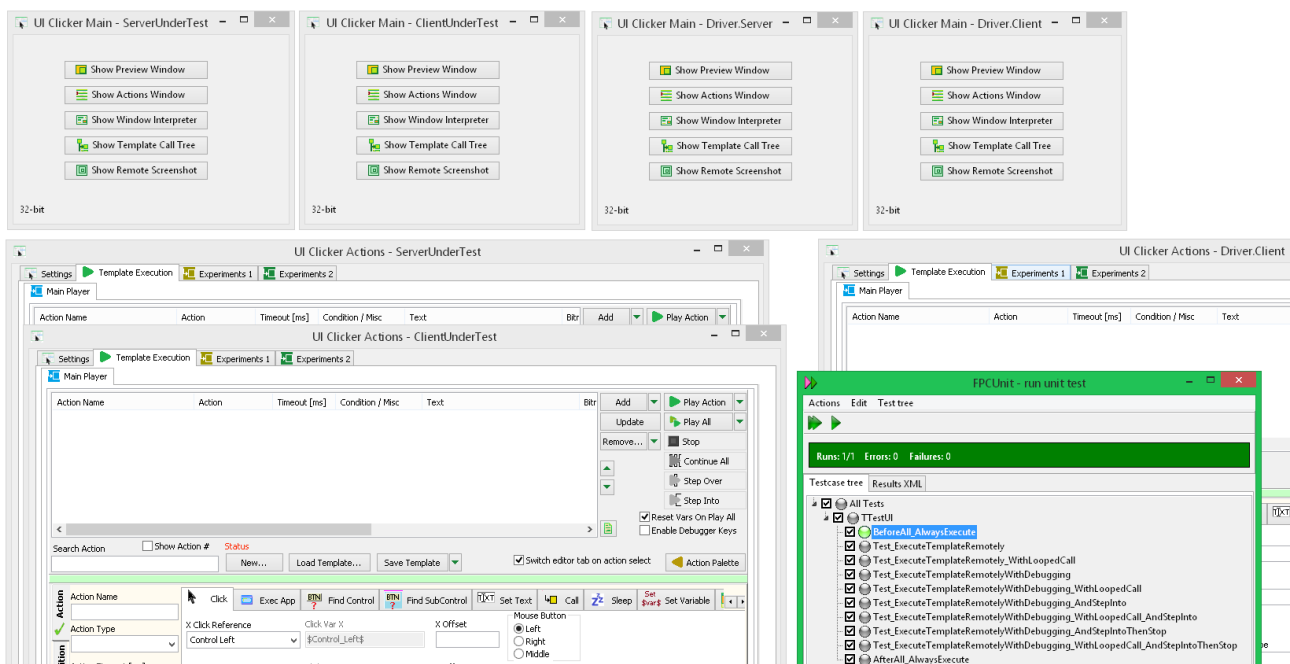 UI Clicker Main - ServerUnderTest
Show Preview Window
Show Actions Window
Show Window Interpreter
Show Template Call Tree
Show Remote Screenshot
32-bit
UI Clicker Main - ClientUnderTest
Show Preview Window
Show Actions Window
Show Window Interpreter
Show Template Call Tree
Show Remote Screenshot
32-bit
UI Clicker Main - Driver.Server
Show Preview Window
Show Actions Window
Show Window Interpreter
Show Template Call Tree
Show Remote Screenshot
32-bit
UI Clicker Main - Driver.Client
Show Preview Window
Show Actions Window
Show Window Interpreter
Show Template Call Tree
Show Remote Screenshot
32-bit
UI Clicker Actions - ServerUnderTest
Settings Template Execution Experiments 1 Experiments 2
Main Player
Action Name Action Timeout [ms] Condition / Misc Text Bitr Add Play Action
UI Clicker Actions - ClientUnderTest
Settings Template Execution Experiments 1 Experiments 2
Main Player
Action Name Action Timeout [ms] Condition / Misc Text Bitr Add Play Action
Update Play All
Remove... Stop
Continue All
Step Over
Step Into
Reset Vars On Play All
Enable Debugger Keys
Search Action Show Action # Status
New... Load Template... Save Template Switch editor tab on action select Action Palette
Action
Action Name
Action Type
Click Exec App Find Control Find SubControl Set Text Call Sleep Set Variable
X Click Reference Click Var X X Offset Mouse Button
Control Left $Control_Left$ Left
Right
Middle
UI Clicker Actions - Driver.Client
Settings Template Execution Experiments 1 Experiments 2
Main Player
Action Name Action Timeout [ms] Condition / Misc Text
FPCUnit - run unit test
Actions Edit Test tree
Runs: 1/1 Errors: 0 Failures: 0
Testcase tree Results XML
All Tests
TTestUI
BeforeAll_AlwaysExecute
Test_ExecuteTemplateRemotely
Test_ExecuteTemplateRemotely_WithLoopedCall
Test_ExecuteTemplateRemotelyWithDebugging
Test_ExecuteTemplateRemotelyWithDebugging_WithLoopedCall
Test_ExecuteTemplateRemotelyWithDebugging_AndStepInto
Test_ExecuteTemplateRemotelyWithDebugging_WithLoopedCall_AndStepInto
Test_ExecuteTemplateRemotelyWithDebugging_AndStepIntoThenStop
Test_ExecuteTemplateRemotelyWithDebugging_WithLoopedCall_AndStepIntoThenStop
AfterAll_AlwaysExecute